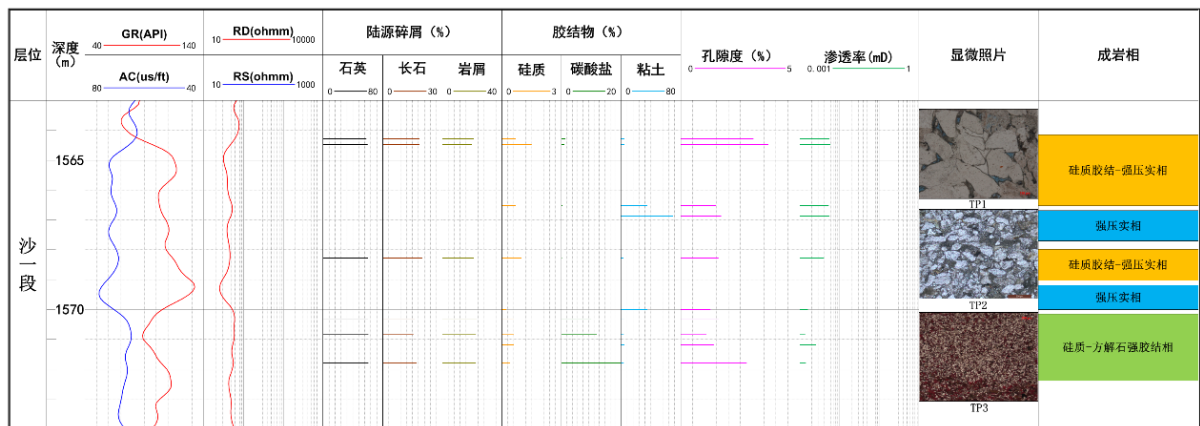 层位
深度
(m)
GR(API)
40 140
AC(us/ft)
80 40
RD(ohmm)
10 10000
RS(ohmm)
10 1000
陆源碎屑（%）
石英
0 80
长石
0 30
岩屑
0 40
胶结物（%）
硅质
0 3
碳酸盐
0 20
粘土
0 80
孔隙度（%）
0 5
渗透率(mD)
0.001 1
显微照片
成岩相
沙一段
1565
1570
TP1
TP2
TP3
硅质胶结-强压实相
强压实相
硅质胶结-强压实相
强压实相
硅质-方解石强胶结相